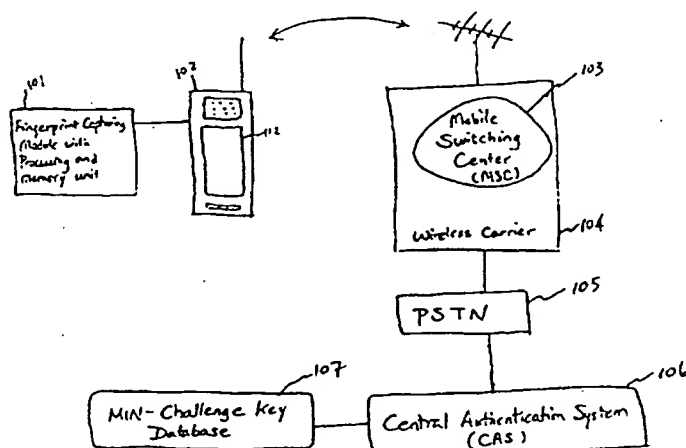 101
102
103
Fingerprint Capturing
Module with
Processing and
Memory unit
112
Mobile
Switching
Center
(MSC)
Wireless Carrier
104
PSTN
105
107
106
MIN-Challenge Key
Database
Central Authentication System
(CAS)